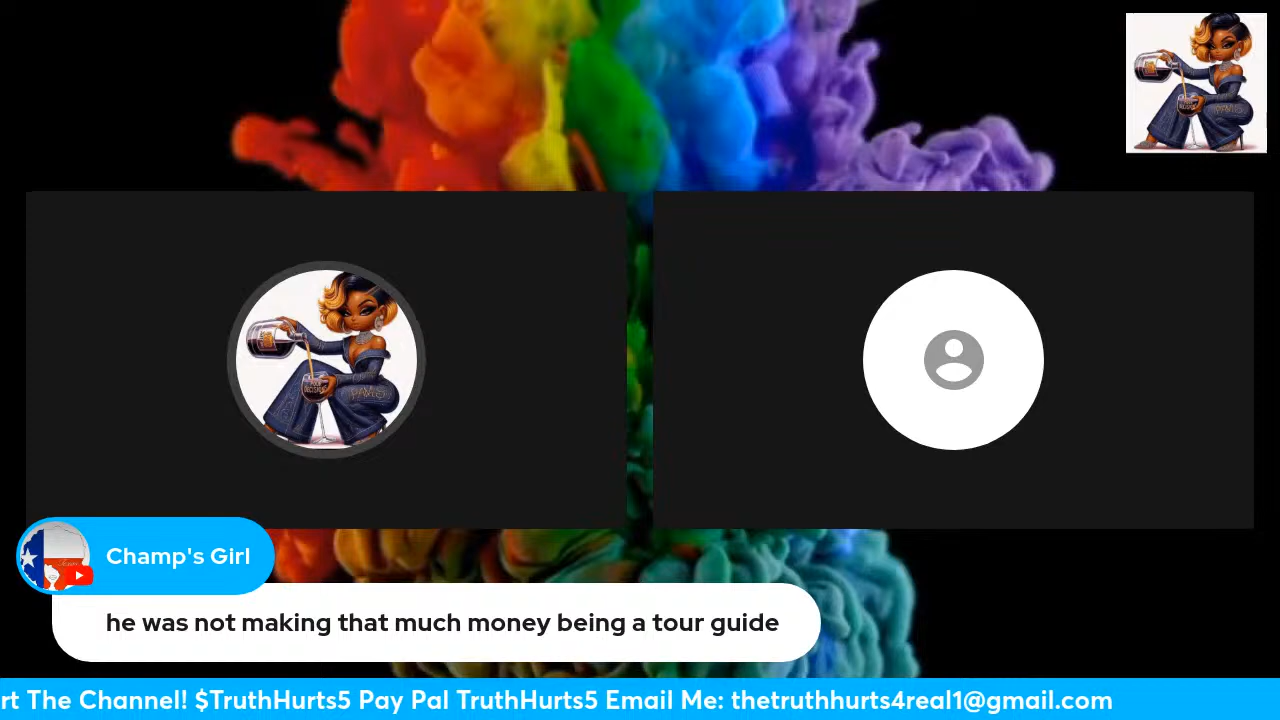 Champ's Girl
he was not making that much money being a tour guide
rt The Channel! $TruthHurts5 Pay Pal TruthHurts5 Email Me: thetruthhurts4real1@gmail.com